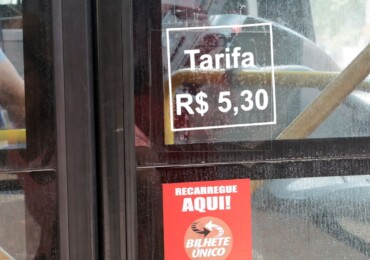 Tarifa
R$ 5,30
RECARREGUE
AQUI!
BILHETE
ÚNICO